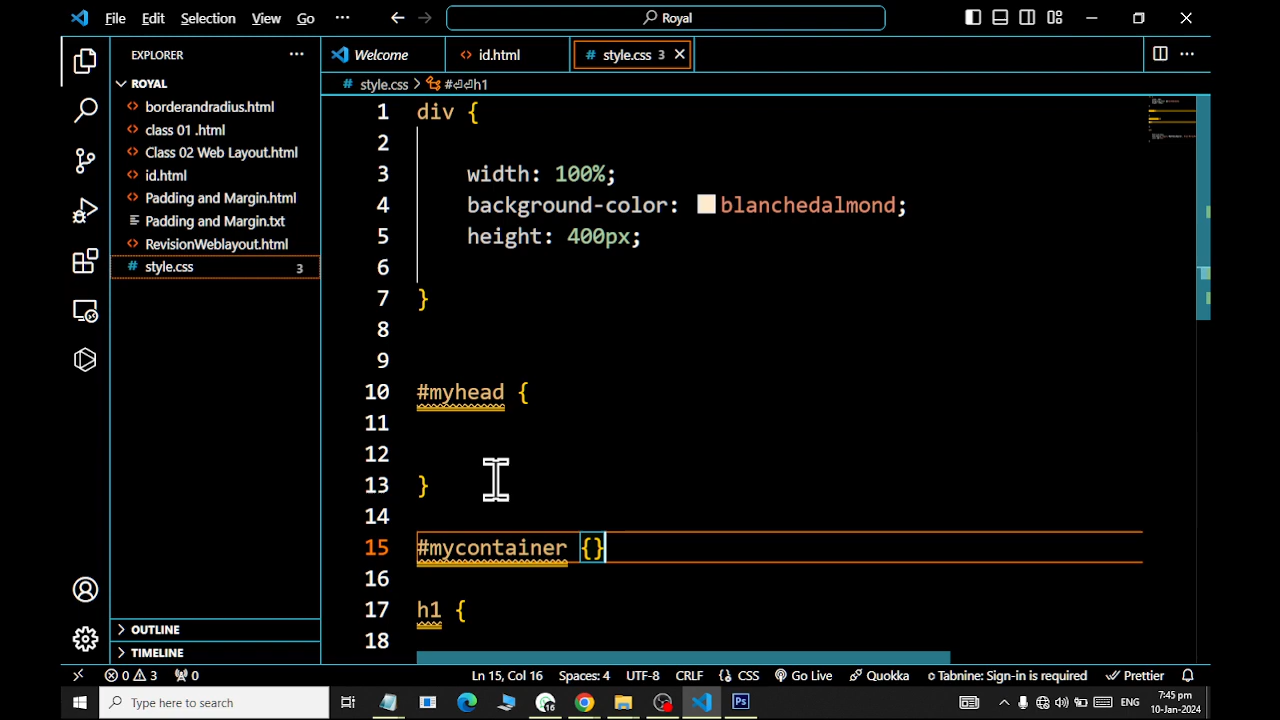 File Edit Selection View Go ··· Royal
EXPLORER ···
Welcome id.html # style.css 3
ROYAL
# style.css > #⏎⏎h1
borderandradius.html
class 01 .html
Class 02 Web Layout.html
id.html
Padding and Margin.html
Padding and Margin.txt
RevisionWeblayout.html
# style.css 3
1 div {
2
3 width: 100%;
4 background-color: blanchedalmond;
5 height: 400px;
6
7 }
8
9
10 #myhead {
11
12
13 }
14
15 #mycontainer {}
16
17 h1 {
18
OUTLINE
TIMELINE
0 3 0 Ln 15, Col 16 Spaces: 4 UTF-8 CRLF {} CSS Go Live Quokka Tabnine: Sign-in is required Prettier
Type here to search 16 Ps ENG 7:45 pm
10-Jan-2024